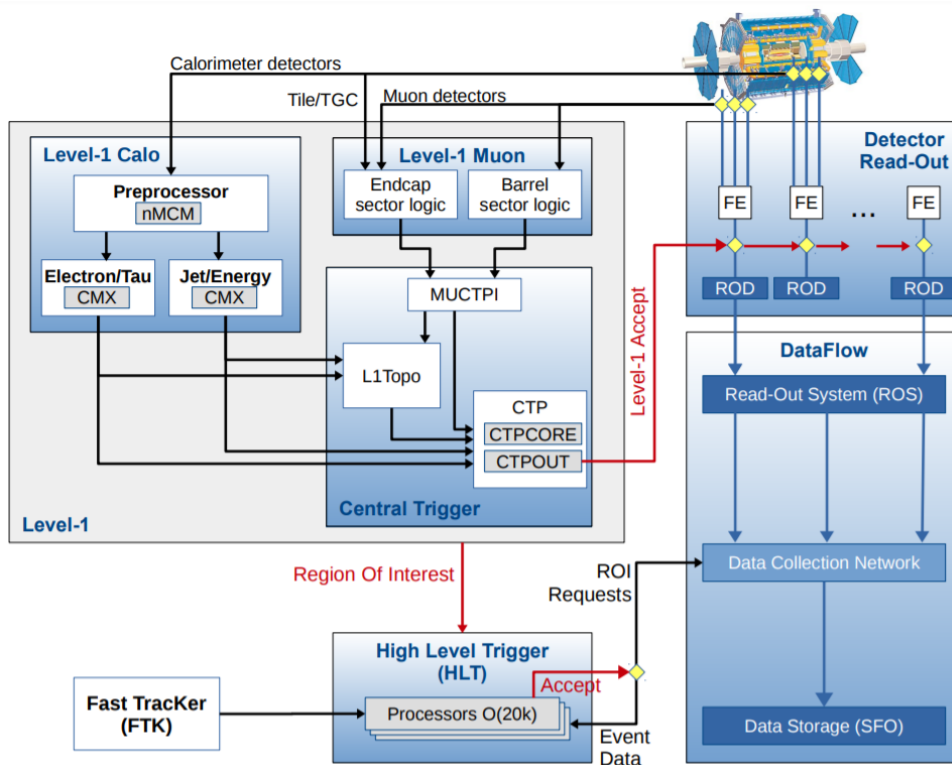 Calorimeter detectors
Tile/TGC
Muon detectors
Level-1 Calo
Preprocessor
nMCM
Electron/Tau
CMX
Jet/Energy
CMX
Level-1 Muon
Endcap
sector logic
Barrel
sector logic
MUCTPI
L1Topo
CTP
CTPCORE
CTPOUT
Central Trigger
Level-1
Level-1 Accept
Detector
Read-Out
FE
FE
...
FE
ROD
ROD
ROD
DataFlow
Read-Out System (ROS)
Data Collection Network
Data Storage (SFO)
Region Of Interest
ROI
Requests
High Level Trigger
(HLT)
Accept
Processors O(20k)
Event
Data
Fast TracKer
(FTK)